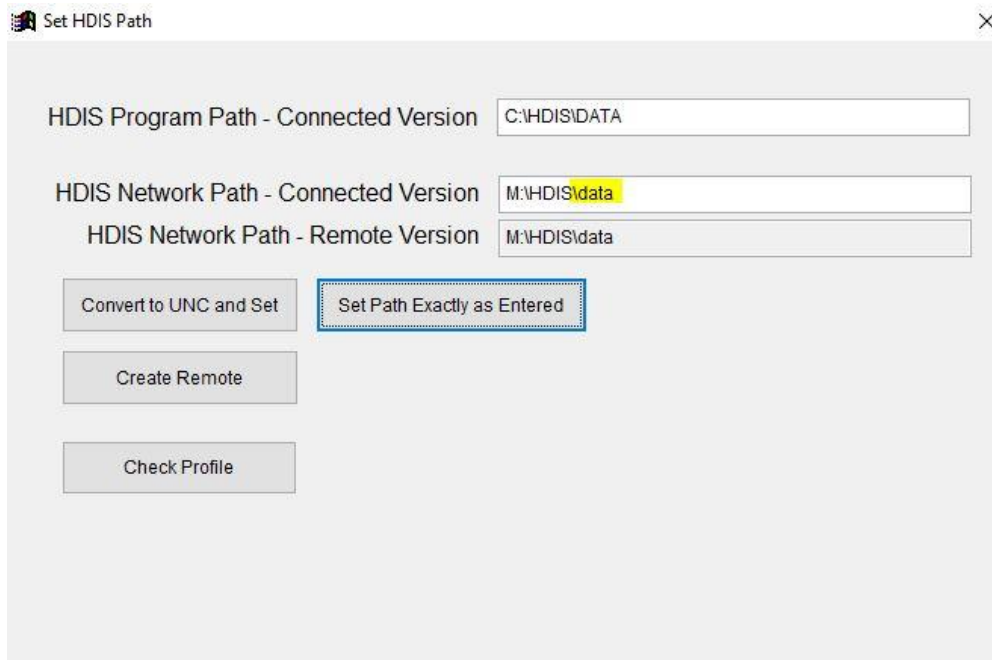 Set HDIS Path
HDIS Program Path - Connected Version C:\HDIS\DATA
HDIS Network Path - Connected Version M:\HDIS\data
HDIS Network Path - Remote Version M:\HDIS\data
Convert to UNC and Set Set Path Exactly as Entered
Create Remote
Check Profile